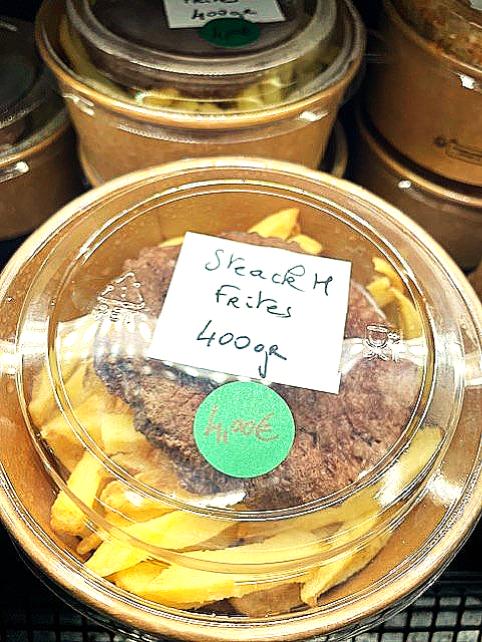 400gr
Steack H
Frites
400gr
4,00€